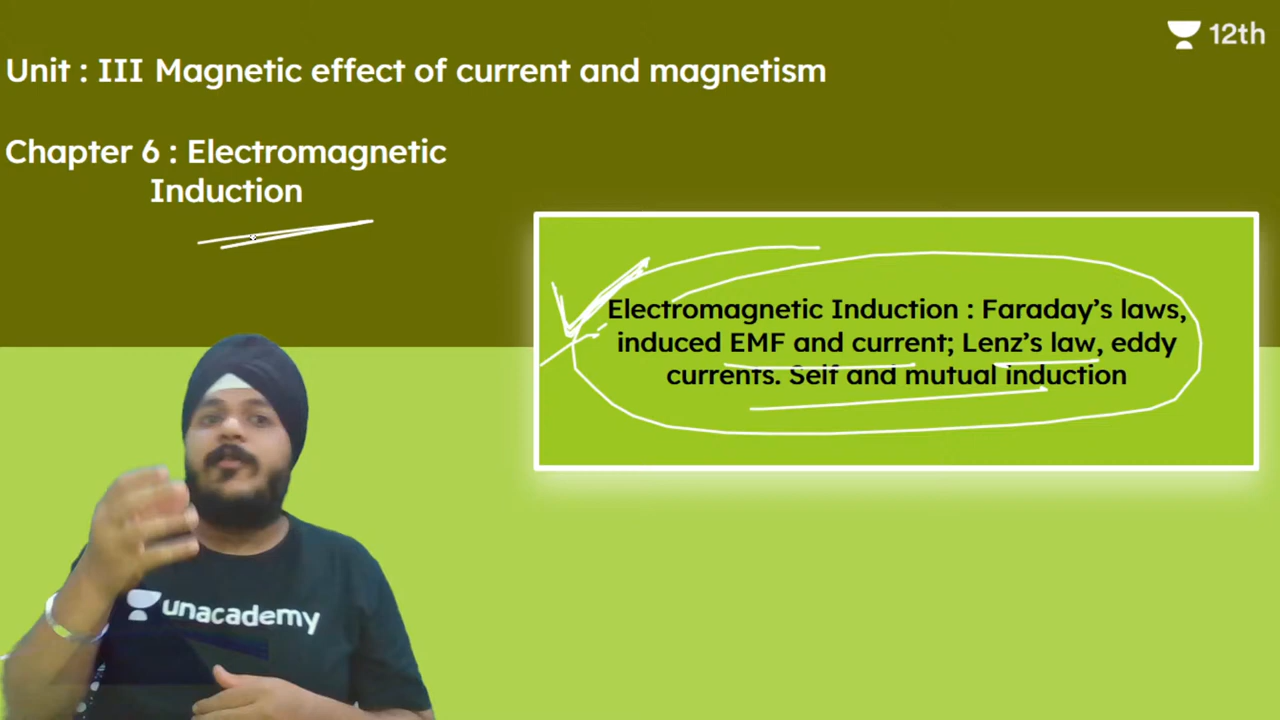 12th
Unit : III Magnetic effect of current and magnetism
Chapter 6 : Electromagnetic
Induction
Electromagnetic Induction : Faraday’s laws,
induced EMF and current; Lenz’s law, eddy
currents. Self and mutual induction
unacademy